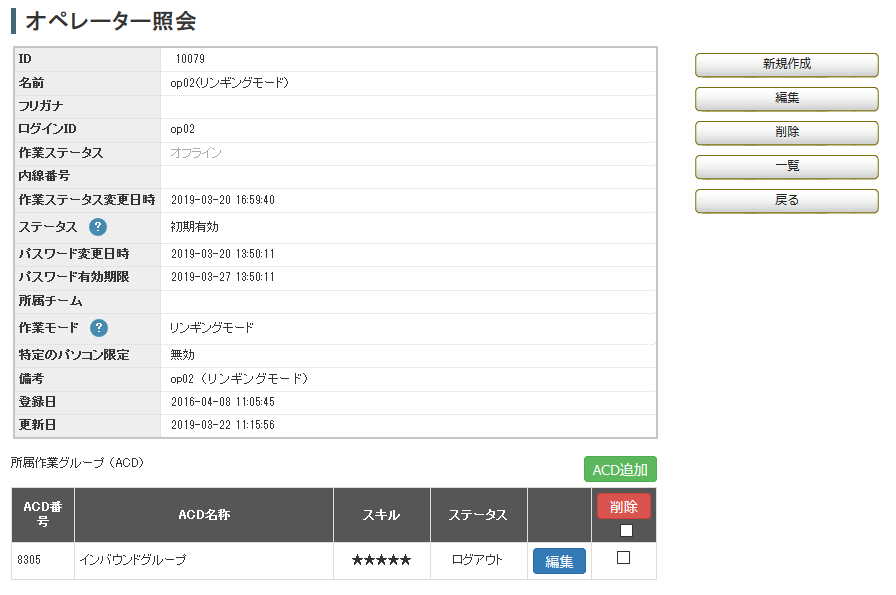 オペレーター照会
ID 10079
名前 op02(リンギングモード)
フリガナ
ログインID op02
作業ステータス オフライン
内線番号
作業ステータス変更日時 2019-03-20 16:59:40
ステータス ? 初期有効
パスワード変更日時 2019-03-20 13:50:11
パスワード有効期限 2019-03-27 13:50:11
所属チーム
作業モード ? リンギングモード
特定のパソコン限定 無効
備考 op02 (リンギングモード)
登録日 2016-04-08 11:05:45
更新日 2019-03-22 11:15:56
新規作成
編集
削除
一覧
戻る
所属作業グループ (ACD)
ACD追加
ACD番号 ACD名称 スキル ステータス 削除
8305 インバウンドグループ ★★★★★ ログアウト 編集